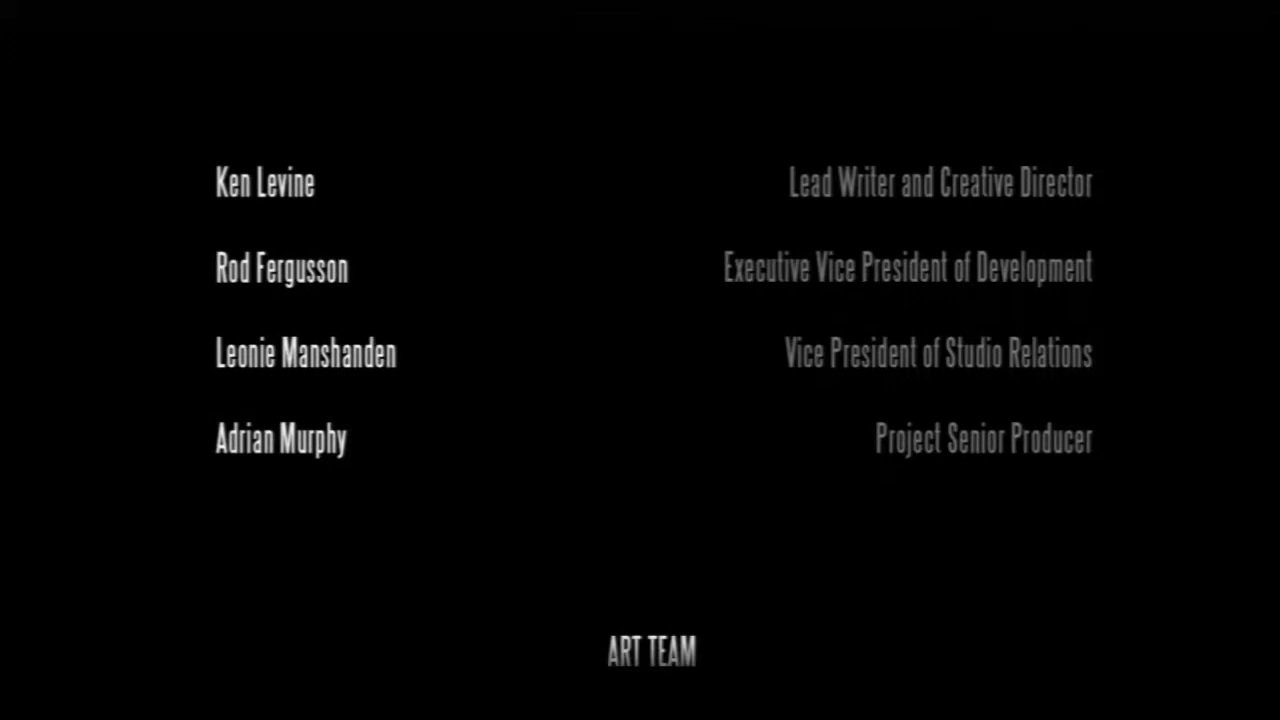 Ken Levine Lead Writer and Creative Director
Rod Fergusson Executive Vice President of Development
Leonie Manshanden Vice President of Studio Relations
Adrian Murphy Project Senior Producer
ART TEAM